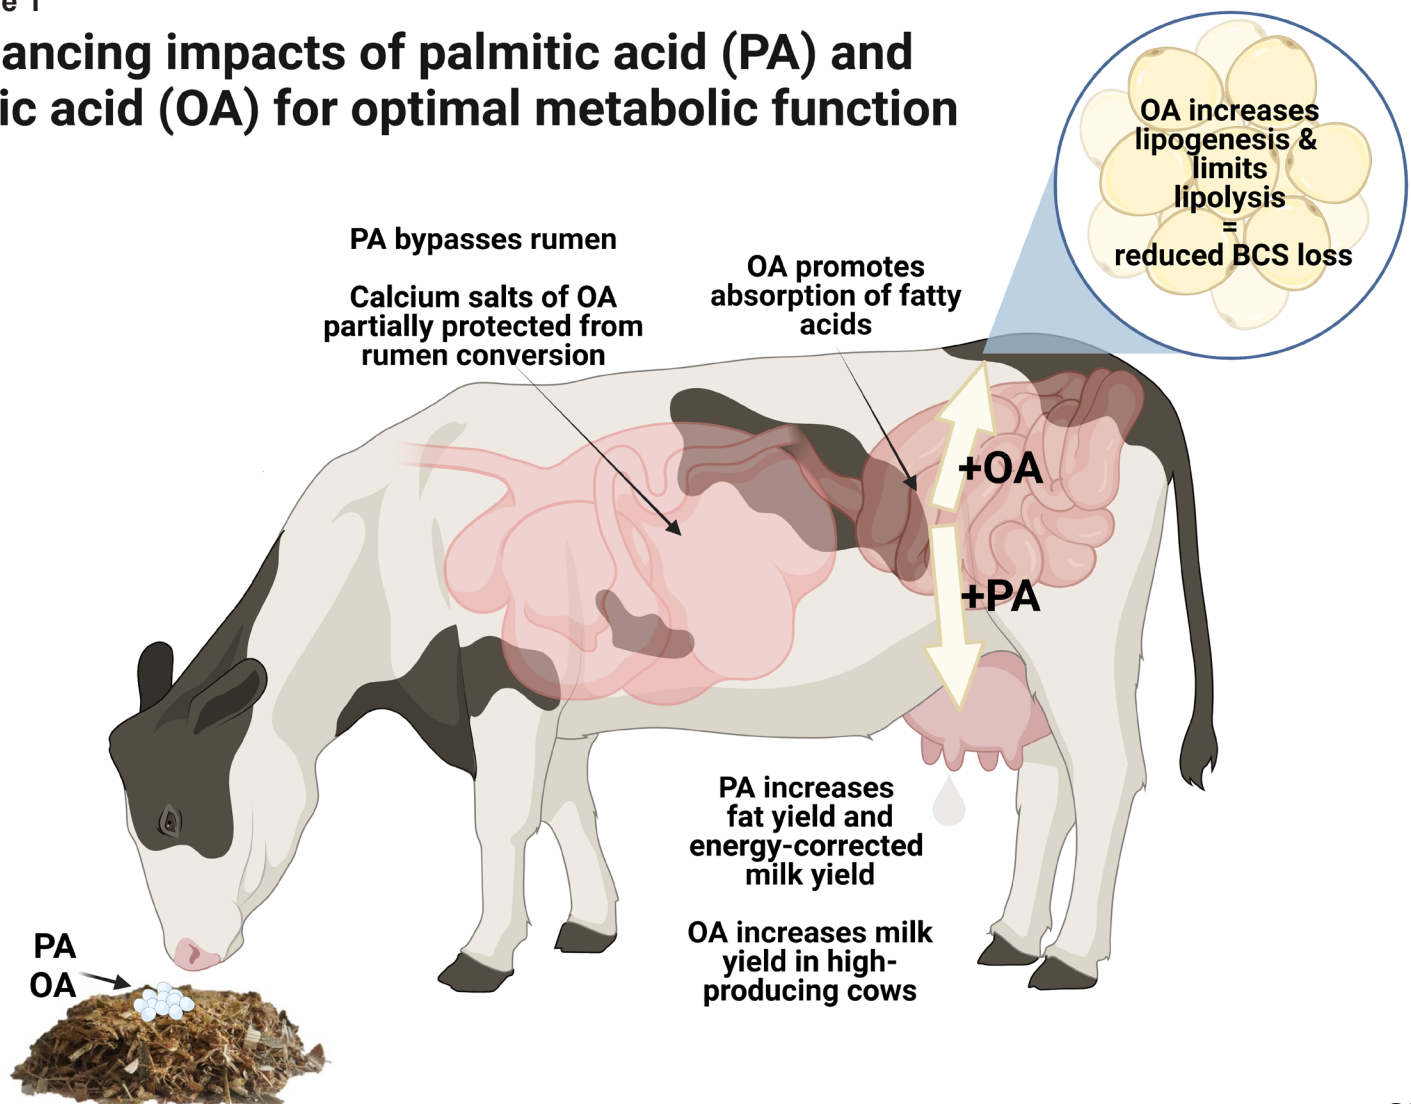 e 1
ancing impacts of palmitic acid (PA) and
ic acid (OA) for optimal metabolic function
OA increases
lipogenesis &
limits
lipolysis
=
reduced BCS loss
PA bypasses rumen
Calcium salts of OA
partially protected from
rumen conversion
OA promotes
absorption of fatty
acids
+OA
+PA
PA increases
fat yield and
energy-corrected
milk yield
OA increases milk
yield in high-
producing cows
PA
OA